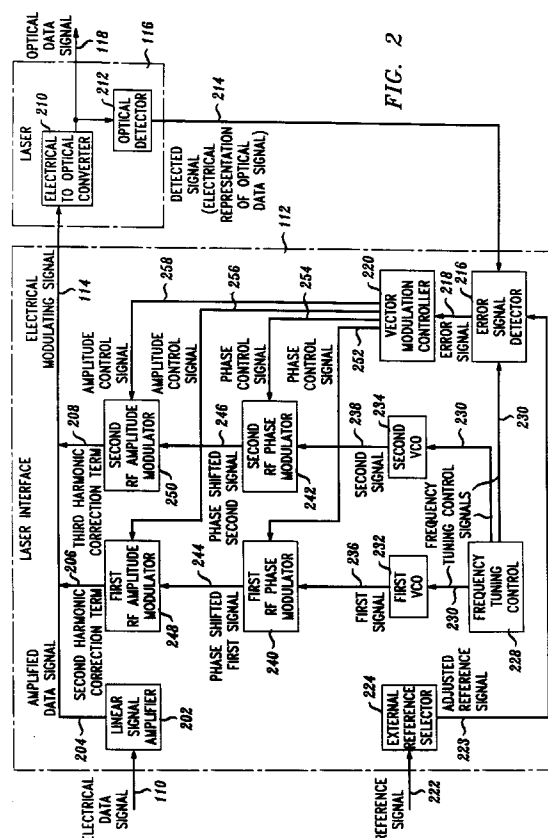 LASER INTERFACE
112
ELECTRICAL
DATA
SIGNAL
110
LINEAR
SIGNAL
AMPLIFIER
202
AMPLIFIED DATA SIGNAL
204
SECOND HARMONIC
CORRECTION TERM
206
THIRD HARMONIC
CORRECTION TERM
208
ELECTRICAL
MODULATING SIGNAL
114
LASER
210
ELECTRICAL
TO OPTICAL
CONVERTER
OPTICAL
DATA
SIGNAL
118
212
OPTICAL
DETECTOR
116
DETECTED
SIGNAL
(ELECTRICAL
REPRESENTATION
OF OPTICAL
DATA SIGNAL)
214
FIRST
RF AMPLITUDE
MODULATOR
248
SECOND
RF AMPLITUDE
MODULATOR
250
AMPLITUDE
CONTROL
SIGNAL
258
AMPLITUDE
CONTROL
SIGNAL
256
PHASE SHIFTED
FIRST SIGNAL
244
PHASE SHIFTED
SECOND SIGNAL
246
PHASE
CONTROL
SIGNAL
254
PHASE
CONTROL
SIGNAL
252
FIRST
RF PHASE
MODULATOR
240
SECOND
RF PHASE
MODULATOR
242
VECTOR
MODULATION
CONTROLLER
220
FIRST
SIGNAL
236
SECOND
SIGNAL
238
FIRST
VCO
232
SECOND
VCO
234
ERROR
SIGNAL
218
216
ERROR
SIGNAL
DETECTOR
FREQUENCY
TUNING CONTROL
SIGNALS
230
230
230
FREQUENCY
TUNING
CONTROL
228
REFERENCE
SIGNAL
222
224
EXTERNAL
REFERENCE
SELECTOR
ADJUSTED
REFERENCE
SIGNAL
223
FIG. 2